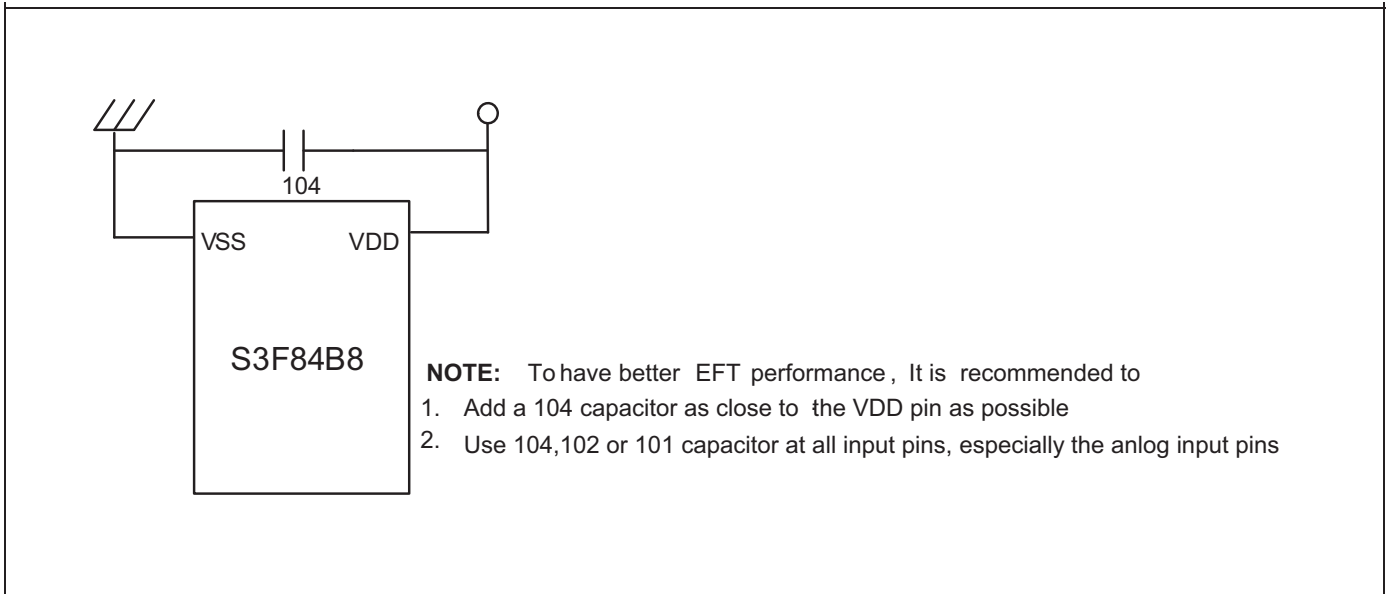 104
VSS VDD
S3F84B8
NOTE: To have better EFT performance , It is recommended to
1. Add a 104 capacitor as close to the VDD pin as possible
2. Use 104,102 or 101 capacitor at all input pins, especially the anlog input pins